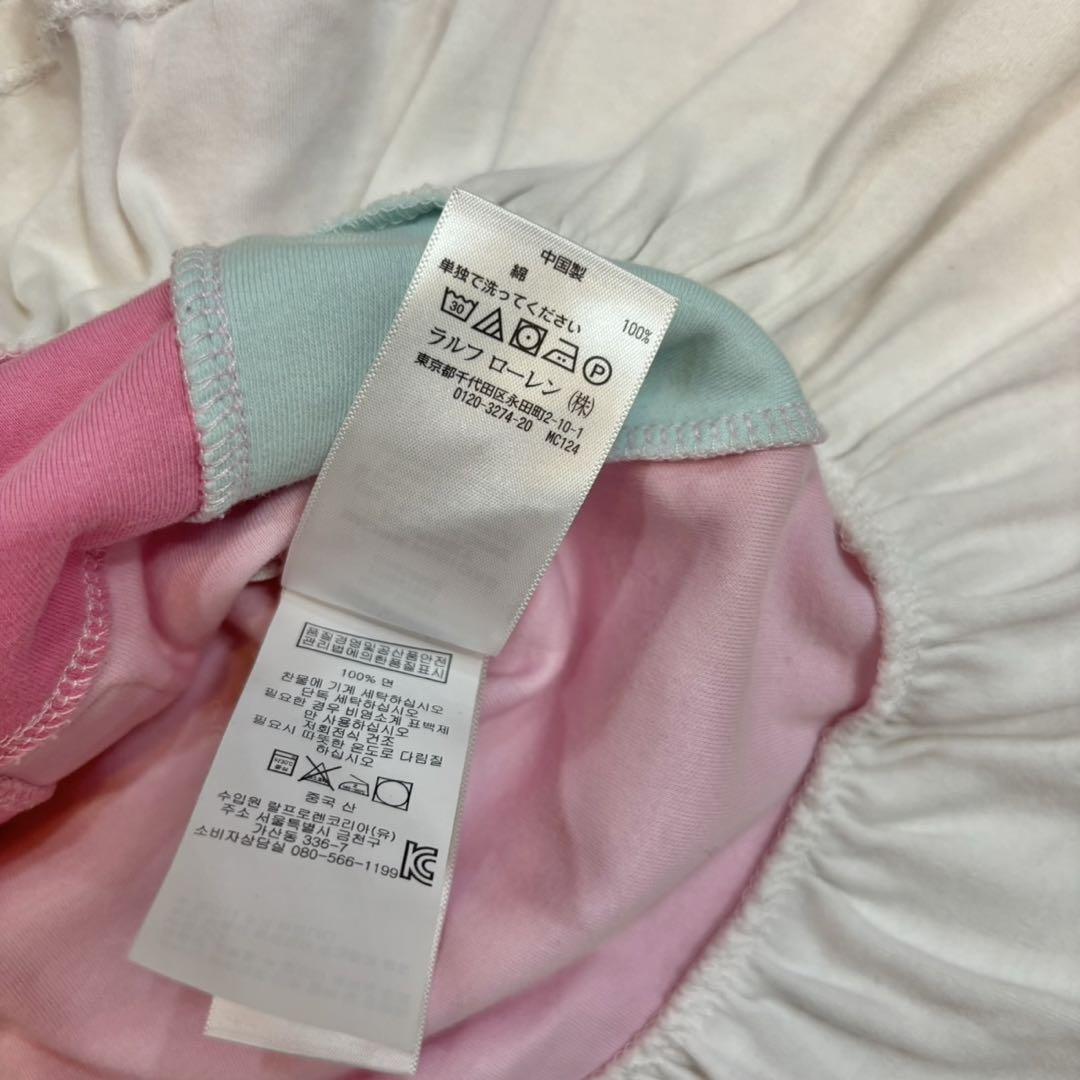 中国製
綿 100%
単独で洗ってください
30 P
ラルフ ローレン (株)
東京都千代田区永田町2-10-1
0120-3274-20 MC124
품질경영및공산품안전
관리법에의한품질표시
100% 면
찬물에 기계 세탁하십시오
단독 세탁하십시오
필요한 경우 비염소계 표백제
만 사용하십시오
필요시 저회전식 건조
따뜻한 온도로 다림질
하십시오
중국 산
수입원 랄프로렌코리아(유)
주소 서울특별시 금천구
가산동 336-7
소비자상담실 080-566-1199